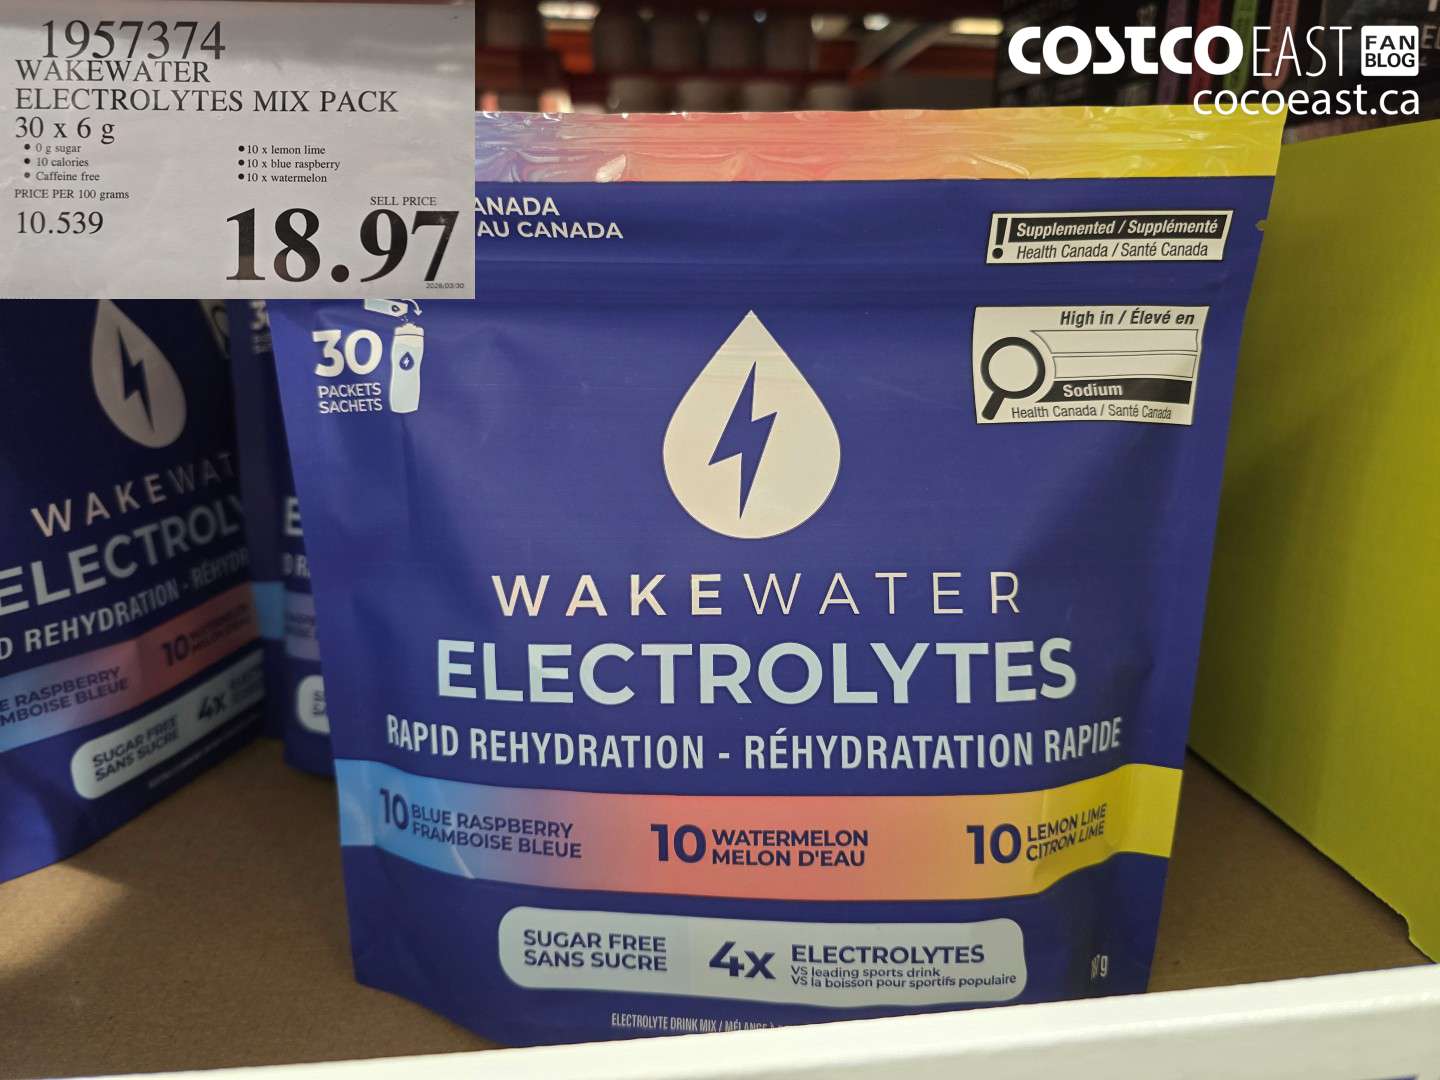 1957374
WAKEWATER
ELECTROLYTES MIX PACK
30 x 6 g
• 0 g sugar
• 10 calories
• Caffeine free
• 10 x lemon lime
• 10 x blue raspberry
• 10 x watermelon
PRICE PER 100 grams
10.539
SELL PRICE
18.97
COSTCO EAST FAN BLOG
cocoeast.ca
ANADA
AU CANADA
Supplemented / Supplémenté
Health Canada / Santé Canada
High in / Élevé en
Sodium
Health Canada / Santé Canada
30
PACKETS
SACHETS
WAKEWATER
ELECTROLYTES
RAPID REHYDRATION - RÉHYDRATATION RAPIDE
10 BLUE RASPBERRY
FRAMBOISE BLEUE
10 WATERMELON
MELON D'EAU
10 LEMON LIME
CITRON LIME
SUGAR FREE
SANS SUCRE
4x ELECTROLYTES
VS leading sports drink
VS la boisson pour sportifs populaire
ELECTROLYTE DRINK MIX /
WAKEWAT
ELECTROL
D REHYDRATION - RÉHYDR
E RASPBERRY
MBOISE BLEUE
10
SUGAR FREE
SANS SUCRE
4x